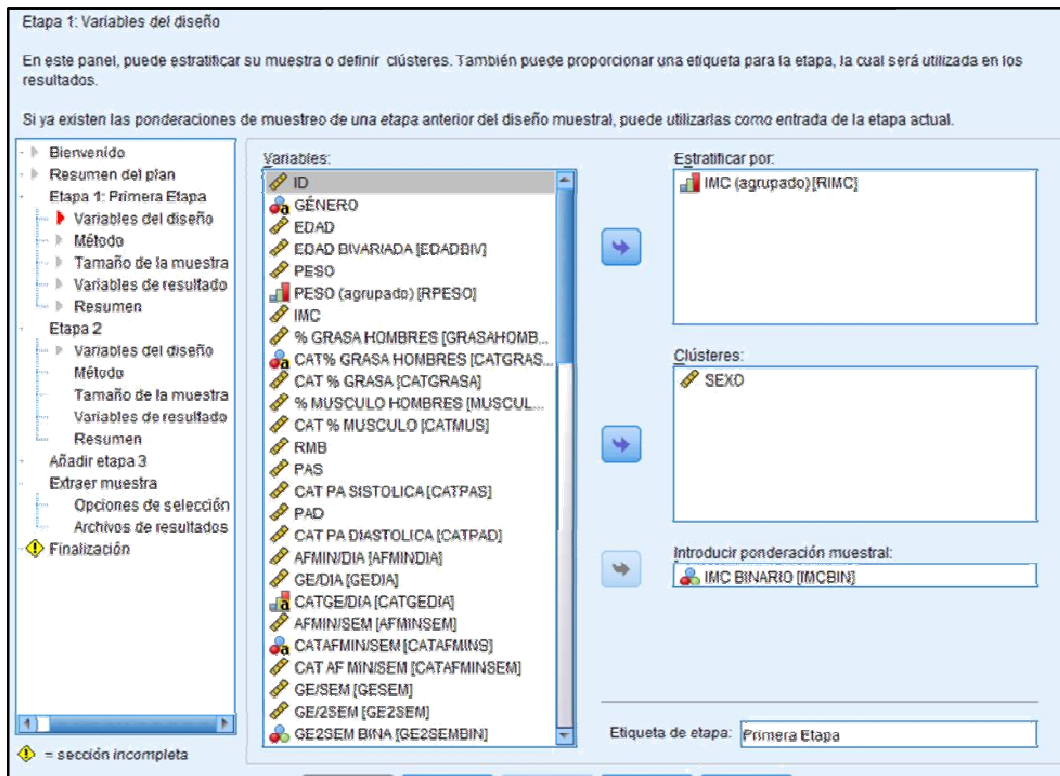 Etapa 1: Variables del diseño
En este panel, puede estratificar su muestra o definir clústeres. También puede proporcionar una etiqueta para la etapa, la cual será utilizada en los
resultados.
Si ya existen las ponderaciones de muestreo de una etapa anterior del diseño muestral, puede utilizarlas como entrada de la etapa actual.
Bienvenido
Resumen del plan
Etapa 1: Primera Etapa
Variables del diseño
Método
Tamaño de la muestra
Variables de resultado
Resumen
Etapa 2
Variables del diseño
Método
Tamaño de la muestra
Variables de resultado
Resumen
Añadir etapa 3
Extraer muestra
Opciones de selección
Archivos de resultados
Finalización
= sección incompleta
Variables:
ID
GÉNERO
EDAD
EDAD BIVARIADA [EDADBIV]
PESO
PESO (agrupado) [RPESO]
IMC
% GRASA HOMBRES [GRASAHOMB...
CAT% GRASA HOMBRES [CATGRAS...
CAT % GRASA [CATGRASA]
% MUSCULO HOMBRES [MUSCUL...
CAT % MUSCULO [CATMUS]
RMB
PAS
CAT PA SISTOLICA [CATPAS]
PAD
CAT PA DIASTOLICA [CATPAD]
AFMIN/DIA [AFMINDIA]
GE/DIA [GEDIA]
CATGE/DIA [CATGEDIA]
AFMIN/SEM [AFMINSEM]
CATAFMIN/SEM [CATAFMINS]
CAT AF MIN/SEM [CATAFMINSEM]
GE/SEM [GESEM]
GE/2SEM [GE2SEM]
GE2SEM BINA [GE2SEMBIN]
Estratificar por:
IMC (agrupado) [RIMC]
Clústeres:
SEXO
Introducir ponderación muestral:
IMC BINARIO [IMCBIN]
Etiqueta de etapa: Primera Etapa